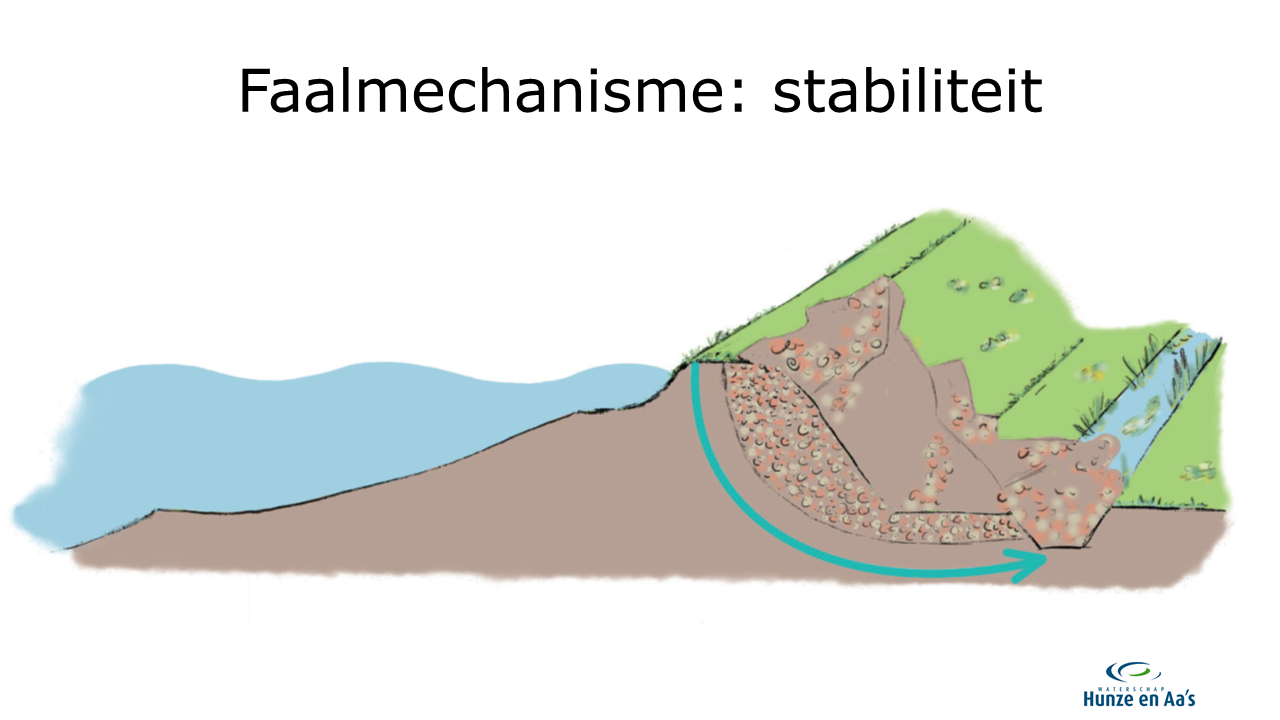 Faalmechanisme: stabiliteit
WATERSCHAP
Hunze en Aa's